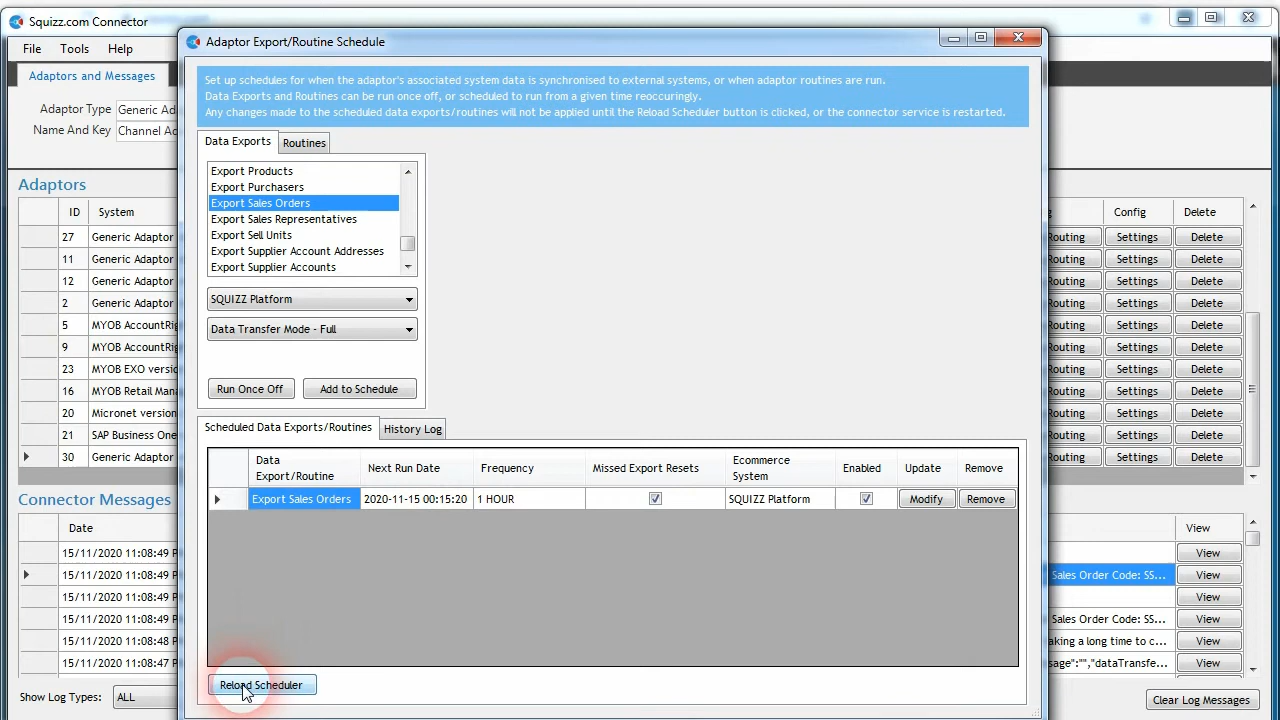 Squizz.com Connector
File Tools Help
Adaptors and Messages
Adaptor Type Generic Ad
Name And Key Channel Ad
Adaptors
ID System
27 Generic Adaptor
11 Generic Adaptor
12 Generic Adaptor
2 Generic Adaptor
5 MYOB AccountRig
9 MYOB AccountRig
23 MYOB EXO version
16 MYOB Retail Mana
20 Micronet version
21 SAP Business One
30 Generic Adaptor
Connector Messages
Date
15/11/2020 11:08:49 P
15/11/2020 11:08:49 P
15/11/2020 11:08:49 P
15/11/2020 11:08:49 P
15/11/2020 11:08:48 P
15/11/2020 11:08:47 P
Show Log Types: ALL
Adaptor Export/Routine Schedule
Set up schedules for when the adaptor's associated system data is synchronised to external systems, or when adaptor routines are run.
Data Exports and Routines can be run once off, or scheduled to run from a given time reoccuringly.
Any changes made to the scheduled data exports/routines will not be applied until the Reload Scheduler button is clicked, or the connector service is restarted.
Data Exports Routines
Export Products
Export Purchasers
Export Sales Orders
Export Sales Representatives
Export Sell Units
Export Supplier Account Addresses
Export Supplier Accounts
SQUIZZ Platform
Data Transfer Mode - Full
Run Once Off Add to Schedule
Scheduled Data Exports/Routines History Log
Data Export/Routine Next Run Date Frequency Missed Export Resets Ecommerce System Enabled Update Remove
Export Sales Orders 2020-11-15 00:15:20 1 HOUR SQUIZZ Platform Modify Remove
Reload Scheduler
g Config Delete
Routing Settings Delete
Routing Settings Delete
Routing Settings Delete
Routing Settings Delete
Routing Settings Delete
Routing Settings Delete
Routing Settings Delete
Routing Settings Delete
Routing Settings Delete
Routing Settings Delete
Routing Settings Delete
View
View
Sales Order Code: SS... View
View
Sales Order Code: SS... View
aking a long time to c... View
sage":"","dataTransfe... View
Clear Log Messages